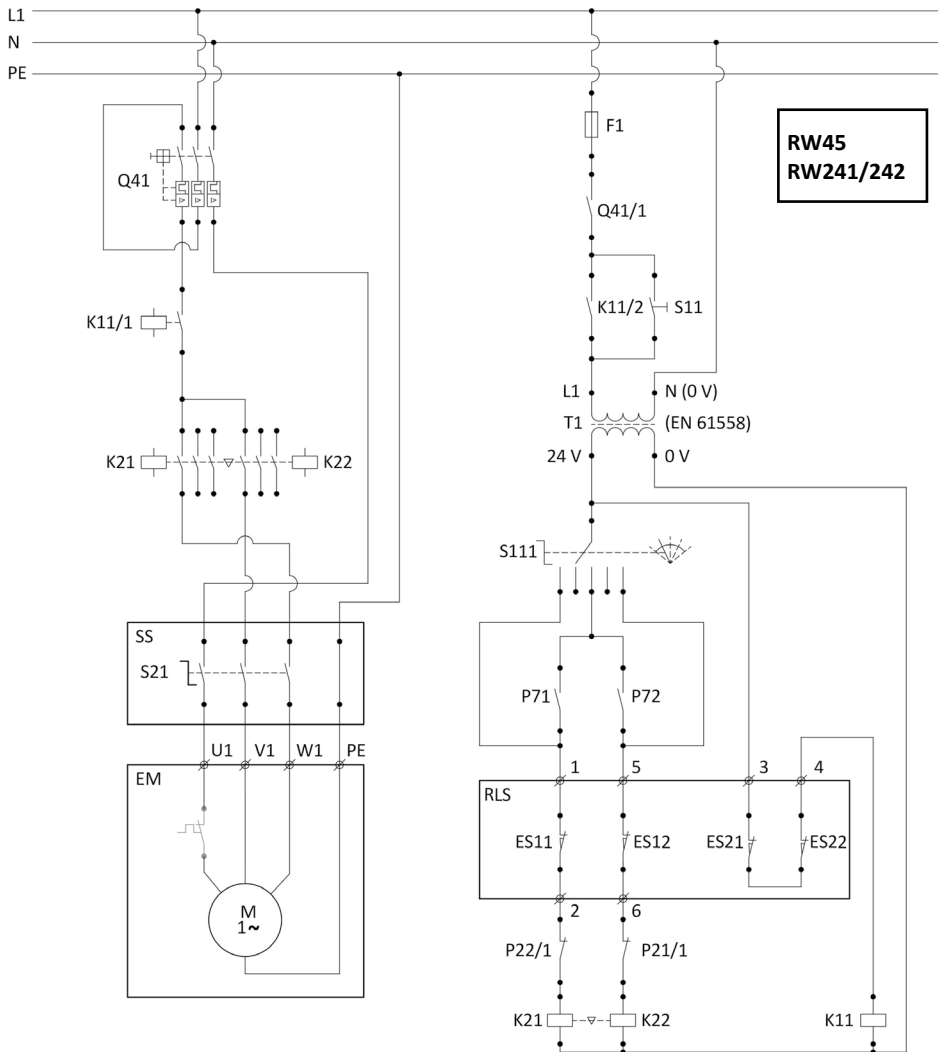 L1
N
PE
F1
RW45
RW241/242
Q41
Q41/1
K11/1
K11/2
S11
L1
N (0 V)
T1
(EN 61558)
K21
K22
24 V
0 V
S111
SS
S21
P71
P72
U1
V1
W1
PE
EM
1
5
3
4
RLS
ES11
ES12
ES21
ES22
M
1~
2
6
P22/1
P21/1
K21
K22
K11